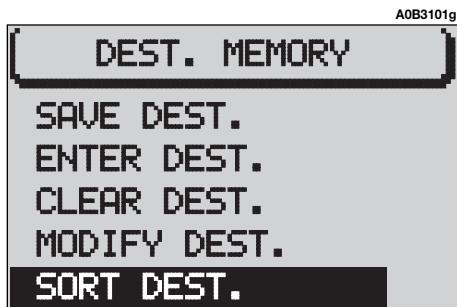 A0B3101g
DEST. MEMORY
SAVE DEST.
ENTER DEST.
CLEAR DEST.
MODIFY DEST.
SORT DEST.